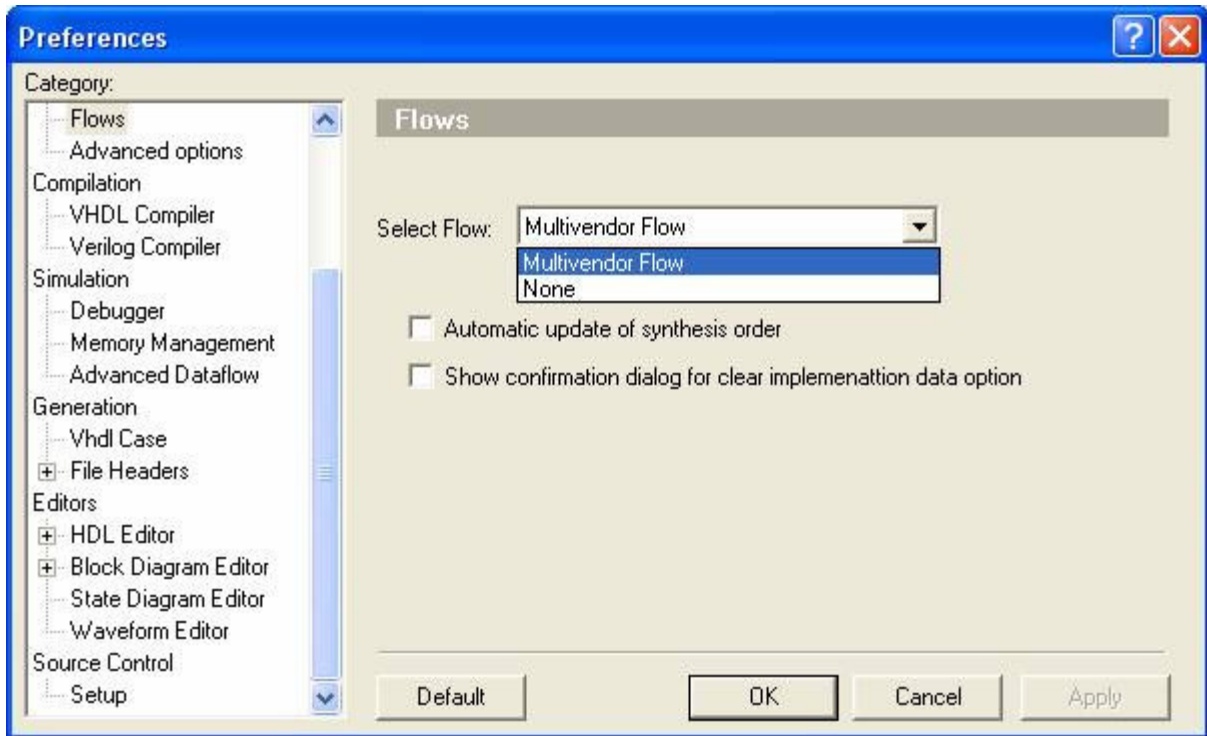 Preferences
Category:
Flows
Advanced options
Compilation
VHDL Compiler
Verilog Compiler
Simulation
Debugger
Memory Management
Advanced Dataflow
Generation
Vhdl Case
File Headers
Editors
HDL Editor
Block Diagram Editor
State Diagram Editor
Waveform Editor
Source Control
Setup
Flows
Select Flow: Multivendor Flow
Multivendor Flow
None
Automatic update of synthesis order
Show confirmation dialog for clear implemenattion data option
Default OK Cancel Apply